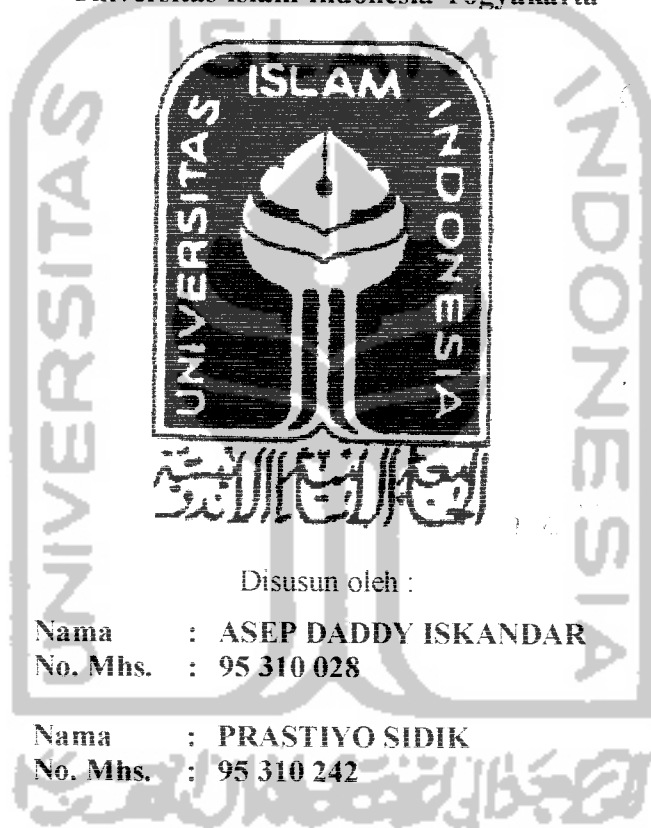 Universitas Islam Indonesia Yogyakarta
UNIVERSITAS ISLAM INDONESIA
Disusun oleh :
Nama : ASEP DADDY ISKANDAR
No. Mhs. : 95 310 028
Nama : PRASTIYO SIDIK
No. Mhs. : 95 310 242